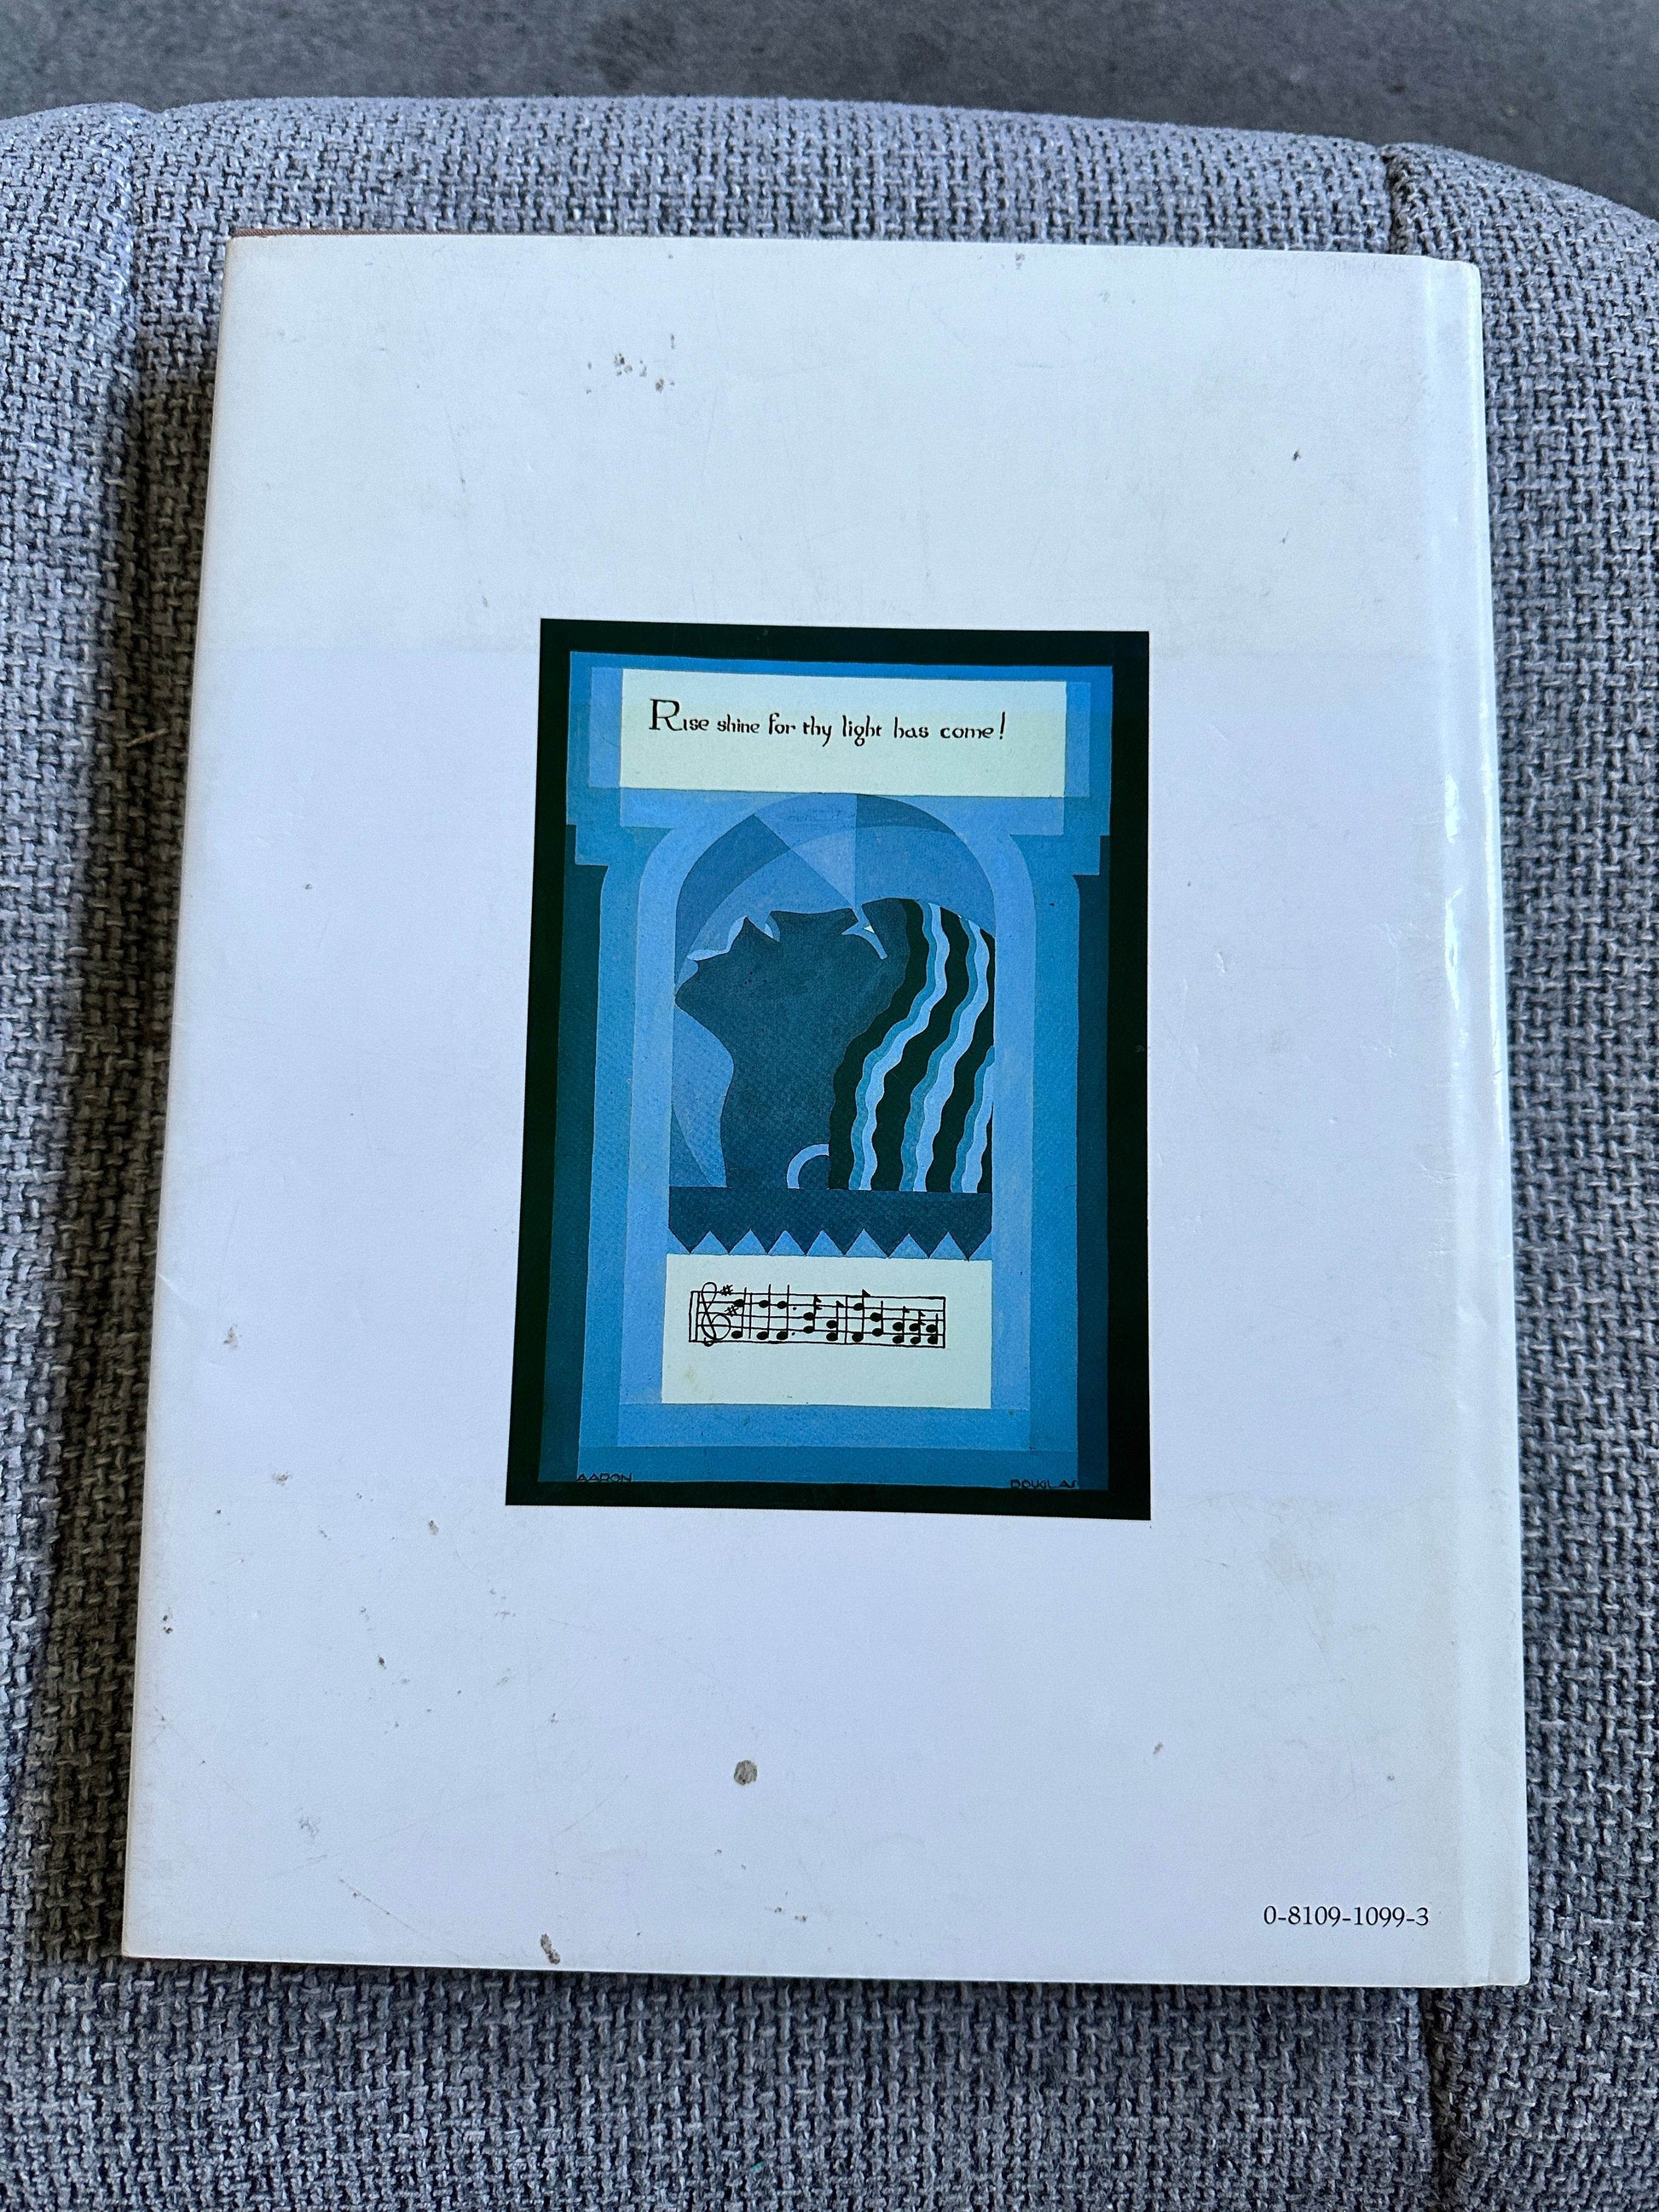 Rise shine for thy light has come!
AARON DOUGLAS
0-8109-1099-3